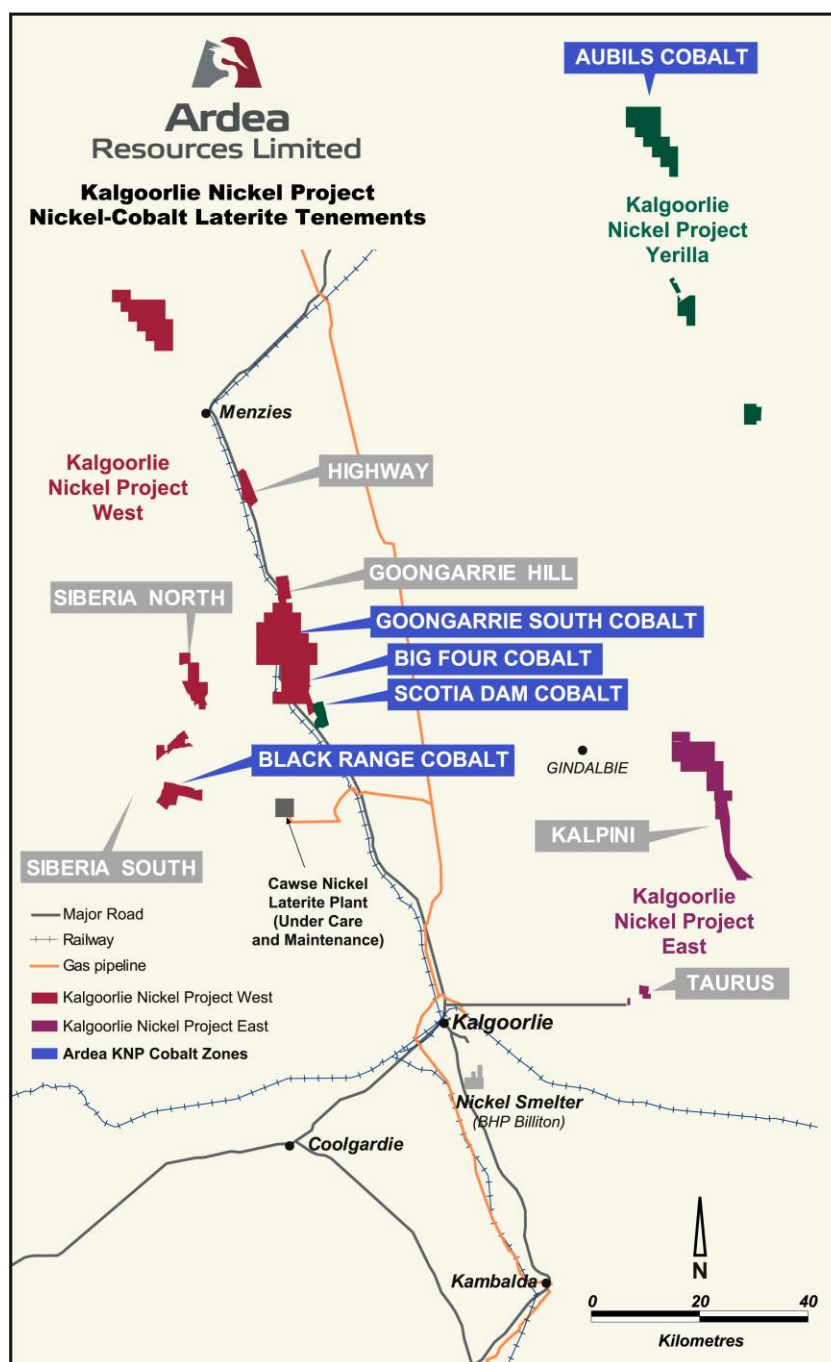 Ardea
Resources Limited
Kalgoorlie Nickel Project
Nickel-Cobalt Laterite Tenements
AUBILS COBALT
Kalgoorlie
Nickel Project
Yerilla
Menzies
Kalgoorlie
Nickel Project
West
HIGHWAY
GOONGARRIE HILL
SIBERIA NORTH
GOONGARRIE SOUTH COBALT
BIG FOUR COBALT
SCOTIA DAM COBALT
BLACK RANGE COBALT
GINDALBIE
KALPINI
SIBERIA SOUTH
Cawse Nickel
Laterite Plant
(Under Care
and Maintenance)
Kalgoorlie
Nickel Project
East
Major Road
Railway
Gas pipeline
Kalgoorlie Nickel Project West
Kalgoorlie Nickel Project East
Ardea KNP Cobalt Zones
TAURUS
Kalgoorlie
Nickel Smelter
(BHP Billiton)
Coolgardie
Kambalda
N
0 20 40
Kilometres